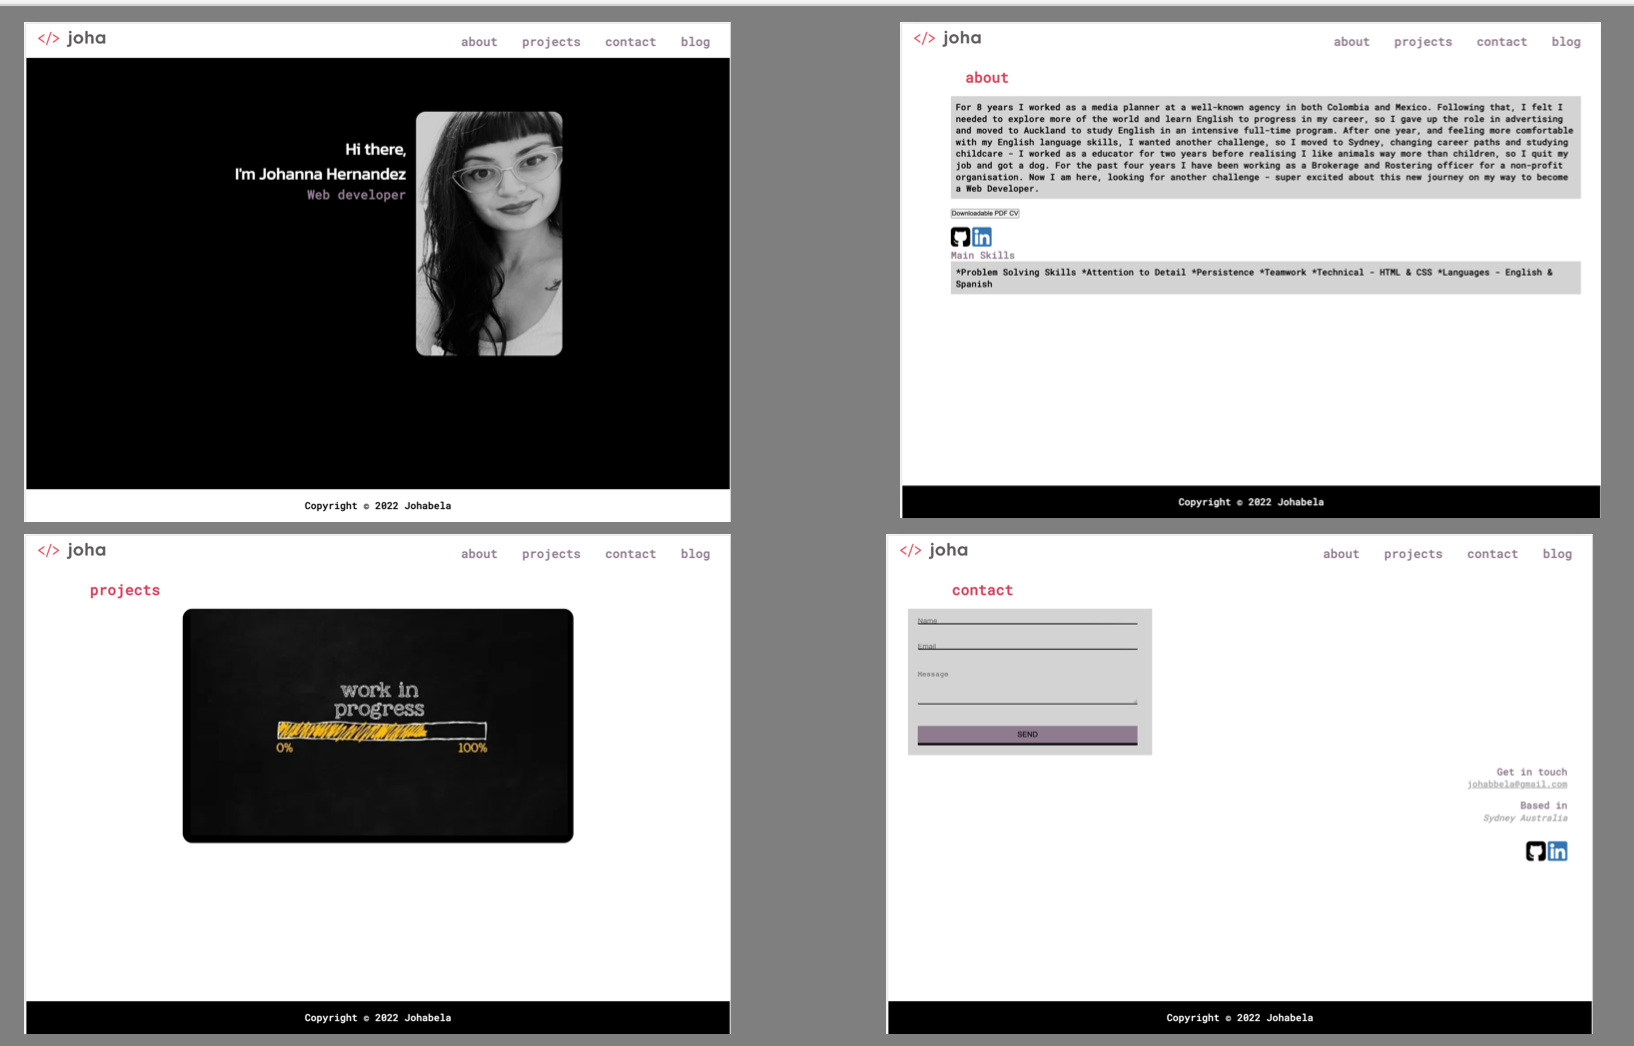 </> joha
about projects contact blog
Hi there,
I'm Johanna Hernandez
Web developer
Copyright © 2022 Johabela
</> joha
about projects contact blog
about
For 8 years I worked as a media planner at a well-known agency in both Colombia and Mexico. Following that, I felt I
needed to explore more of the world and learn English to progress in my career, so I gave up the role in advertising
and moved to Auckland to study English in an intensive full-time program. After one year, and feeling more comfortable
with my English language skills, I wanted another challenge, so I moved to Sydney, changing career paths and studying
childcare - I worked as a educator for two years before realising I like animals way more than children, so I quit my
job and got a dog. For the past four years I have been working as a Brokerage and Rostering officer for a non-profit
organisation. Now I am here, looking for another challenge - super excited about this new journey on my way to become
a Web Developer.
Downloadable PDF CV
in
Main Skills
*Problem Solving Skills *Attention to Detail *Persistence *Teamwork *Technical - HTML & CSS *Languages - English &
Spanish
Copyright © 2022 Johabela
</> joha
about projects contact blog
projects
work in
progress
0% 100%
Copyright © 2022 Johabela
</> joha
about projects contact blog
contact
Name
Email
Message
SEND
Get in touch
johabbela@gmail.com
Based in
Sydney Australia
in
Copyright © 2022 Johabela